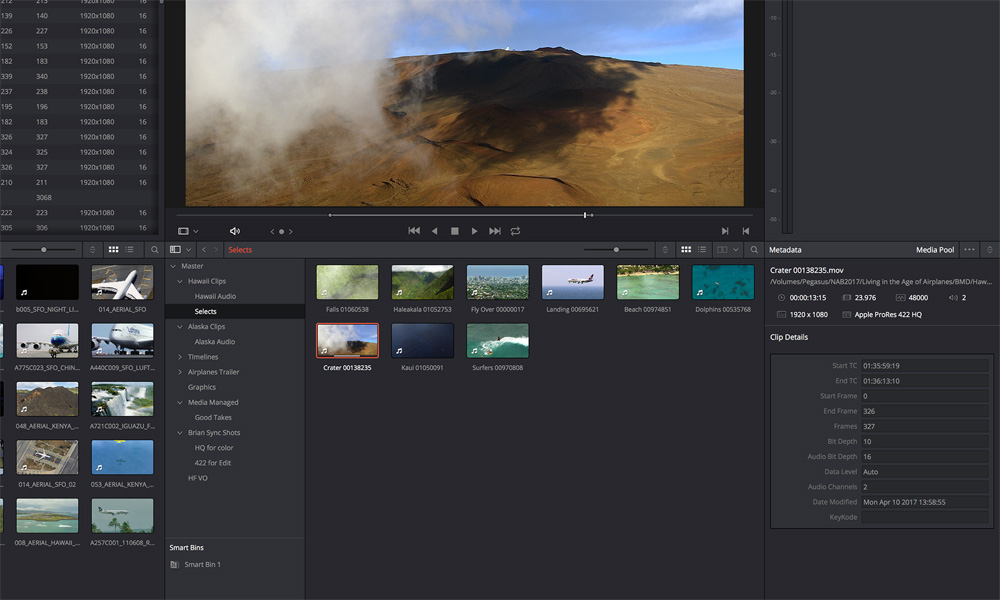 212 213 1920x1080 16
139 140 1920x1080 16
226 227 1920x1080 16
152 153 1920x1080 16
182 183 1920x1080 16
339 340 1920x1080 16
237 238 1920x1080 16
195 196 1920x1080 16
182 183 1920x1080 16
326 327 1920x1080 16
324 325 1920x1080 16
326 327 1920x1080 16
210 211 1920x1080 16
3068
222 223 1920x1080 16
305 306 1920x1080 16
-10
-15
-20
-30
-40
-50
b005_SFO_NIGHT_LI...
014_AERIAL_SFO
A775C023_SFO_CHIN...
A440C009_SFO_LUFT...
048_AERIAL_KENYA_...
A721C002_IGUAZU_F...
014_AERIAL_SFO_02
053_AERIAL_KENYA_...
008_AERIAL_HAWAII_...
A257C001_110608_R...
Selects
Master
Hawaii Clips
Hawaii Audio
Selects
Alaska Clips
Alaska Audio
TImelines
Airplanes Trailer
Graphics
Media Managed
Good Takes
Brian Sync Shots
HQ for color
422 for Edit
HF VO
Smart Bins
Smart Bin 1
Falls 01060538
Haleakala 01052753
Fly Over 00000017
Landing 00695621
Beach 00974851
Dolphins 00535768
Crater 00138235
Kaui 01050091
Surfers 00970808
Metadata
Media Pool
Crater 00138235.mov
/Volumes/Pegasus/NAB2017/Living in the Age of Airplanes/BMD/Haw...
00:00:13:15 23.976 48000 2
1920 x 1080 Apple ProRes 422 HQ
Clip Details
Start TC 01:35:59:19
End TC 01:36:13:10
Start Frame 0
End Frame 326
Frames 327
Bit Depth 10
Audio Bit Depth 16
Data Level Auto
Audio Channels 2
Date Modified Mon Apr 10 2017 13:58:55
KeyKode